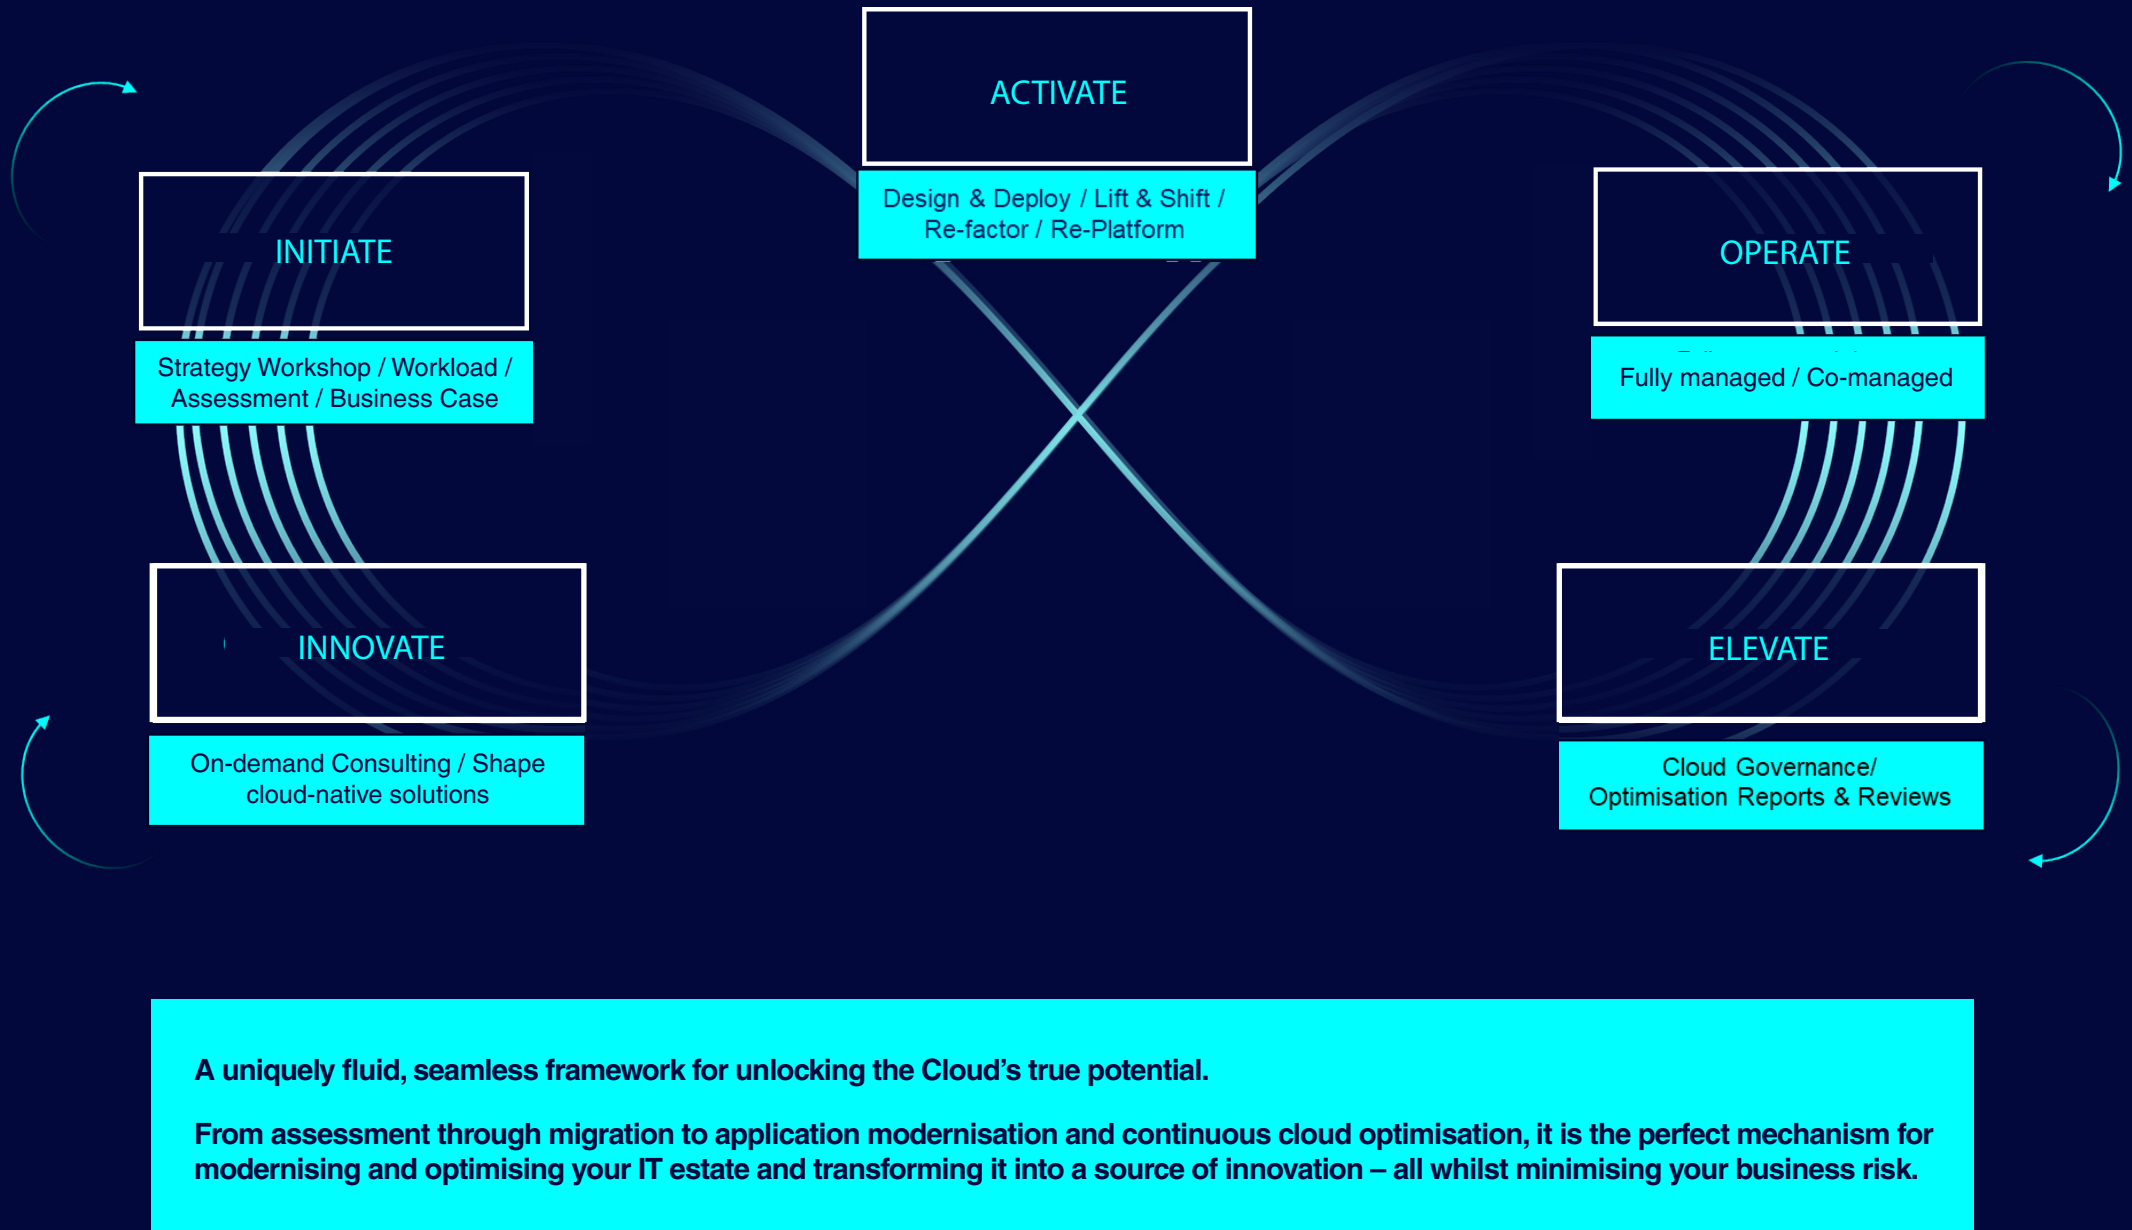 ACTIVATE
Design & Deploy / Lift & Shift /
Re-factor / Re-Platform
INITIATE
Strategy Workshop / Workload /
Assessment / Business Case
OPERATE
Fully managed / Co-managed
INNOVATE
On-demand Consulting / Shape
cloud-native solutions
ELEVATE
Cloud Governance/
Optimisation Reports & Reviews
A uniquely fluid, seamless framework for unlocking the Cloud’s true potential.
From assessment through migration to application modernisation and continuous cloud optimisation, it is the perfect mechanism for
modernising and optimising your IT estate and transforming it into a source of innovation – all whilst minimising your business risk.